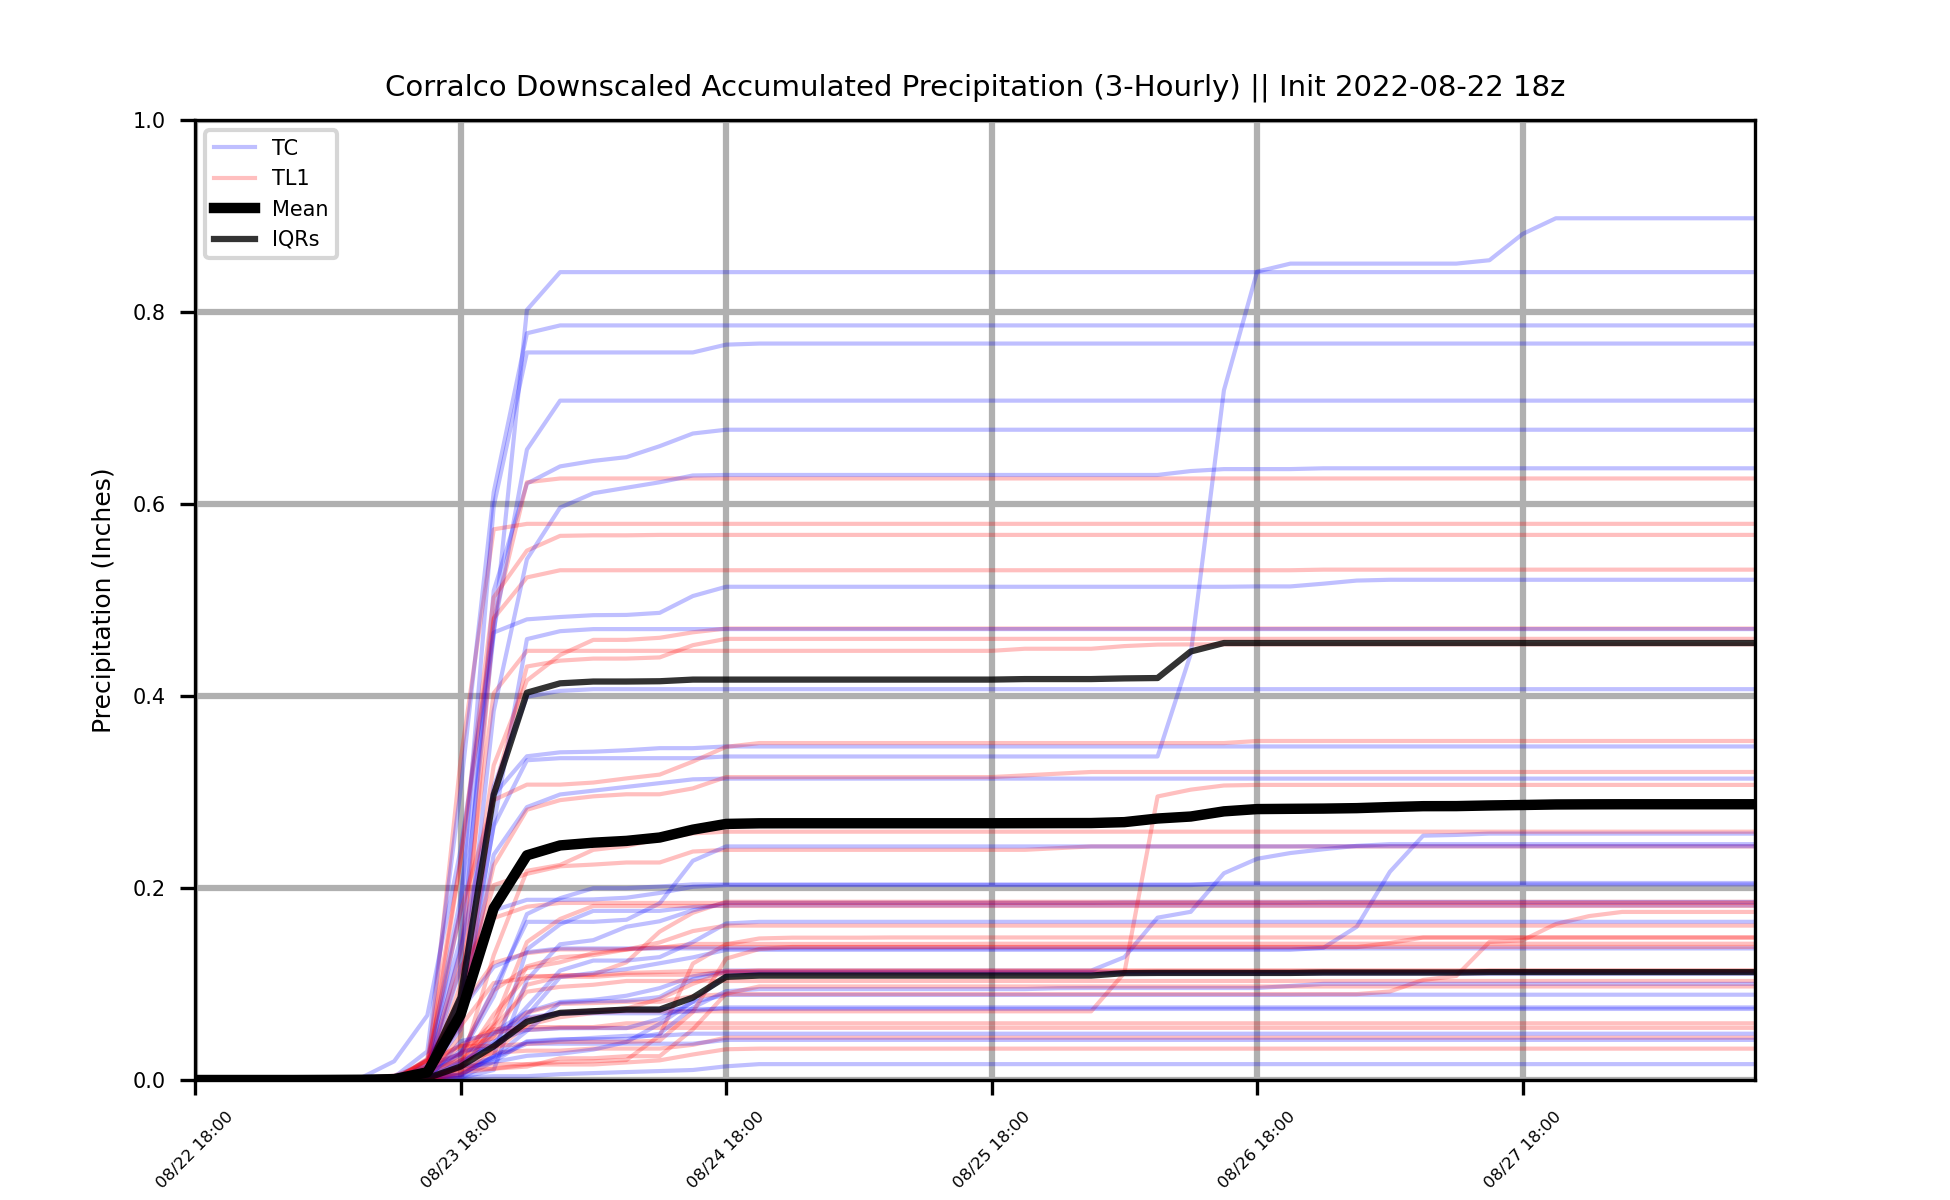 Corralco Downscaled Accumulated Precipitation (3-Hourly) || Init 2022-08-22 18z
TC
TL1
Mean
IQRs
Precipitation (Inches)
1.0
0.8
0.6
0.4
0.2
0.0
08/22 18:00
08/23 18:00
08/24 18:00
08/25 18:00
08/26 18:00
08/27 18:00